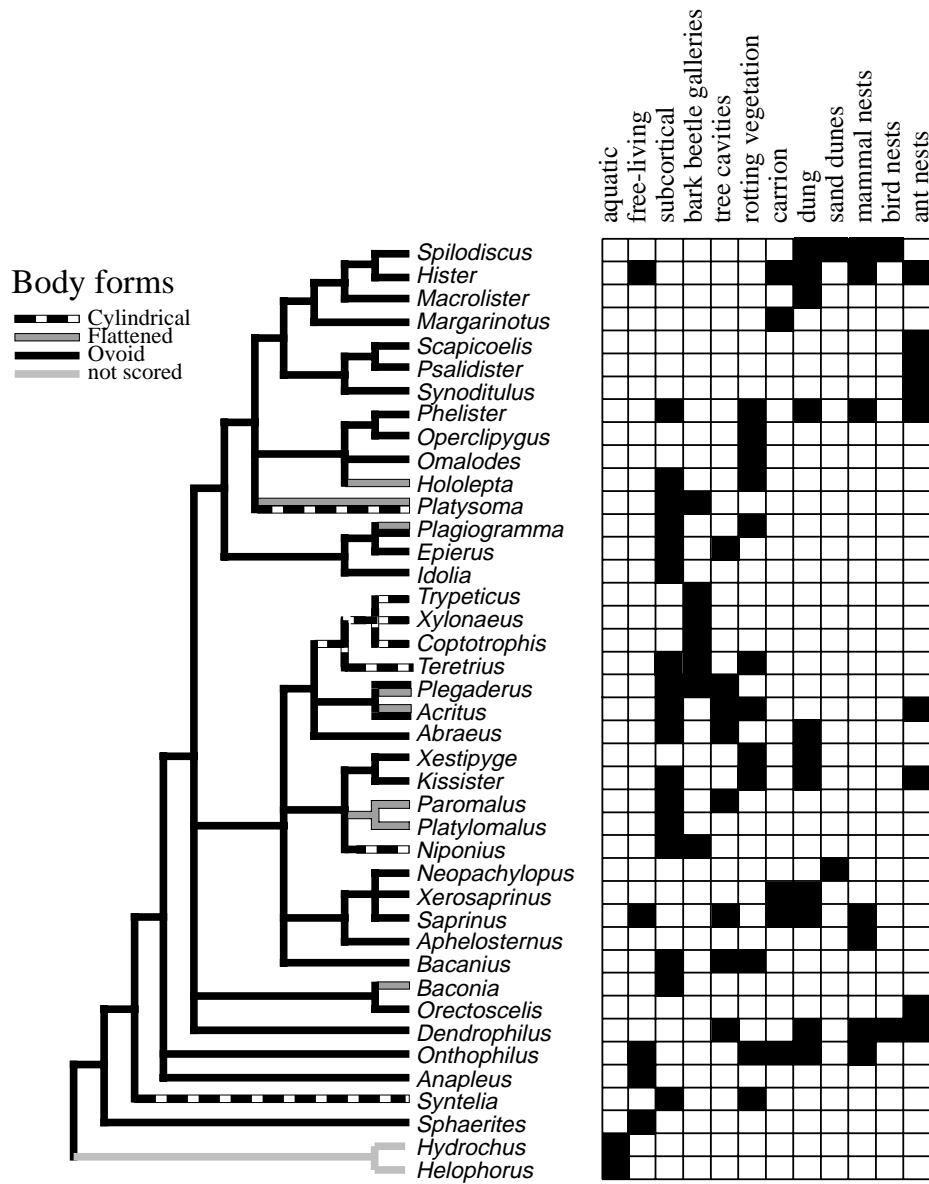 aquatic
free-living
subcortical
bark beetle galleries
tree cavities
rotting vegetation
carrion
dung
sand dunes
mammal nests
bird nests
ant nests
Body forms
Cylindrical
Flattened
Ovoid
not scored
Spilodiscus
Hister
Macrolister
Margarinotus
Scapicoelis
Psalidister
Synoditulus
Phelister
Operclipygus
Omalodes
Hololepta
Platysoma
Plagiogramma
Epierus
Idolia
Trypeticus
Xylonaeus
Coptotrophis
Teretrius
Plegaderus
Acritus
Abraeus
Xestipyge
Kissister
Paromalus
Platylomalus
Niponius
Neopachylopus
Xerosaprinus
Saprinus
Aphelosternus
Bacanius
Baconia
Orectoscelis
Dendrophilus
Onthophilus
Anapleus
Syntelia
Sphaerites
Hydrochus
Helophorus